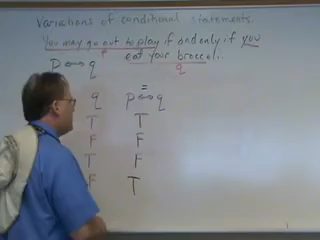 Variations of conditional statements.
You may go out to play if and only if you
P
eat your broccoli.
p ↔ q
q
=
q p ↔ q
T T
F F
T F
F T